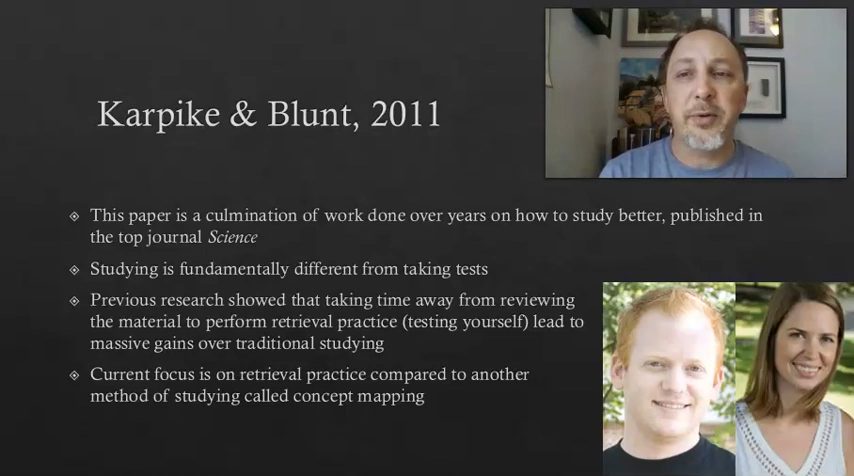 Karpike & Blunt, 2011
This paper is a culmination of work done over years on how to study better, published in
the top journal Science
Studying is fundamentally different from taking tests
Previous research showed that taking time away from reviewing
the material to perform retrieval practice (testing yourself) lead to
massive gains over traditional studying
Current focus is on retrieval practice compared to another
method of studying called concept mapping